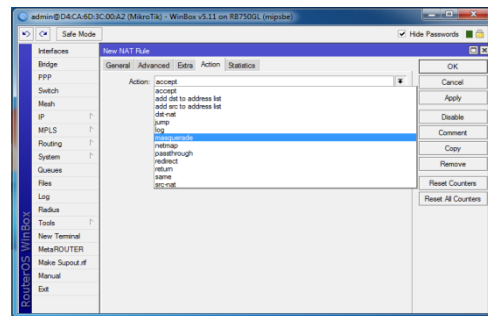 admin@D4:CA:6D:3C:00:A2 (MikroTik) - WinBox v5.11 on RB750GL (mipsbe)
Safe Mode
Hide Passwords
Interfaces
Bridge
PPP
Switch
Mesh
IP
MPLS
Routing
System
Queues
Files
Log
Radius
Tools
New Terminal
MetaROUTER
Make Supout.rif
Manual
Exit
RouterOS WinBox
New NAT Rule
General Advanced Extra Action Statistics
Action: accept
accept
add dst to address list
add src to address list
dst-nat
jump
log
masquerade
netmap
passthrough
redirect
return
same
src-nat
OK
Cancel
Apply
Disable
Comment
Copy
Remove
Reset Counters
Reset All Counters